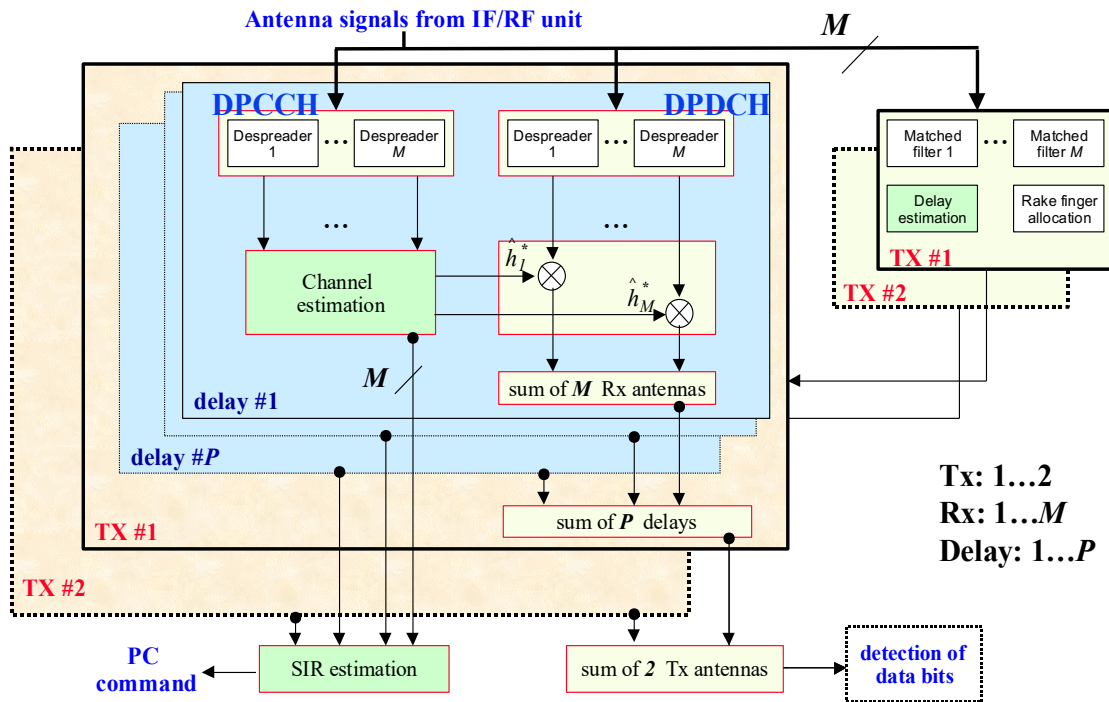 Antenna signals from IF/RF unit
M
DPCCH
DPDCH
Despreader 1
...
Despreader M
Despreader 1
...
Despreader M
Matched filter 1
...
Matched filter M
Delay estimation
Rake finger allocation
TX #1
TX #2
...
...
Channel estimation
ĥ₁*
ĥ_M*
M
sum of M Rx antennas
delay #1
delay #P
sum of P delays
TX #1
TX #2
Tx: 1...2
Rx: 1...M
Delay: 1...P
PC command
SIR estimation
sum of 2 Tx antennas
detection of data bits